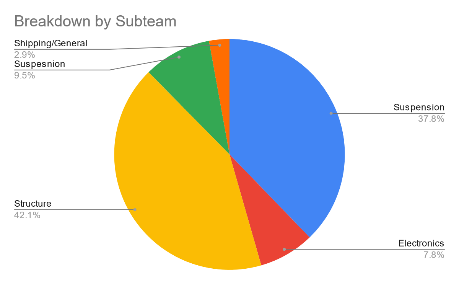 Breakdown by Subteam
Shipping/General
2.9%
Suspesnion
9.5%
Suspension
37.8%
Structure
42.1%
Electronics
7.8%